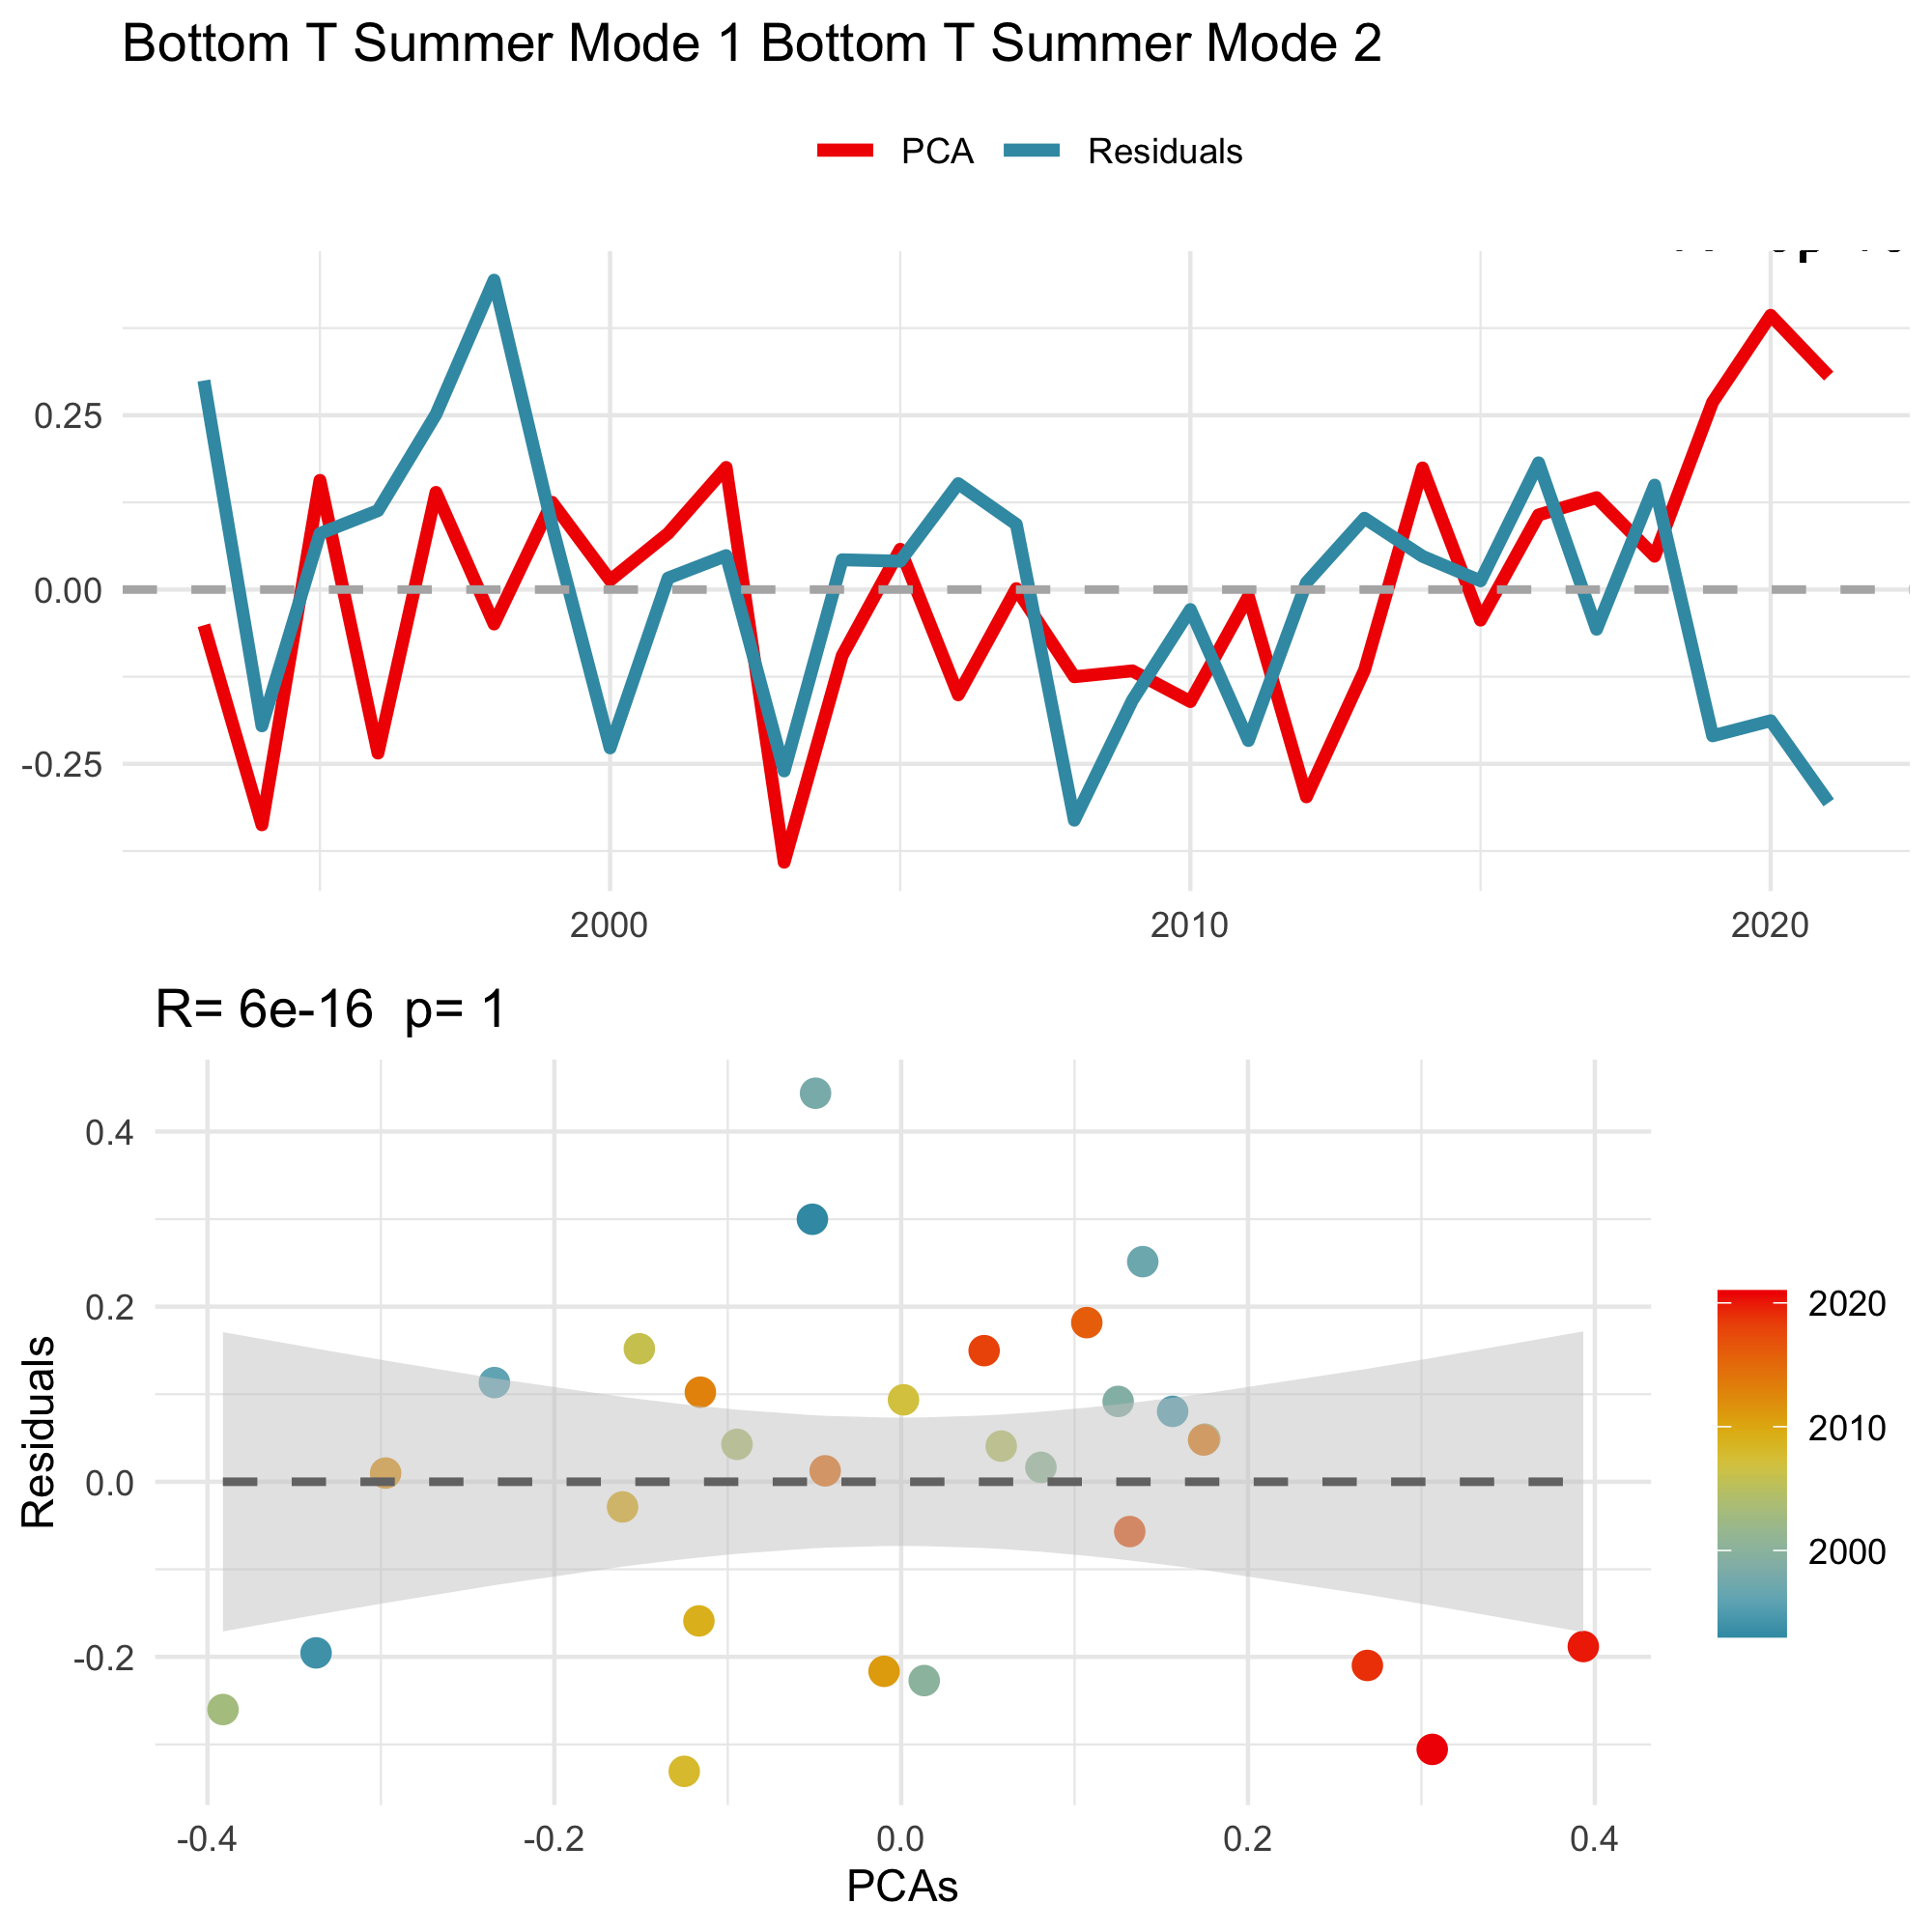 Bottom T Summer Mode 1 Bottom T Summer Mode 2
PCA Residuals
0.25
0.00
-0.25
2000 2010 2020
R= 6e-16 p= 1
Residuals
0.4
0.2
0.0
-0.2
-0.4 -0.2 0.0 0.2 0.4
PCAs
2020
2010
2000